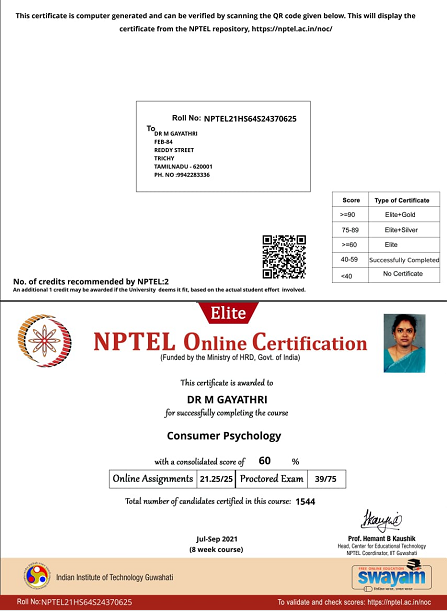 This certificate is computer generated and can be verified by scanning the QR code given below. This will display the
certificate from the NPTEL repository, https://nptel.ac.in/noc/
Roll No: NPTEL21HS64S24370625
To
DR M GAYATHRI
FEB-84
REDDY STREET
TRICHY
TAMILNADU - 620001
PH. NO :9942283336
Score Type of Certificate
>=90 Elite+Gold
75-89 Elite+Silver
>=60 Elite
40-59 Successfully Completed
<40 No Certificate
No. of credits recommended by NPTEL:2
An additional 1 credit may be awarded if the University deems it fit, based on the actual student effort involved.
Elite
NPTEL Online Certification
(Funded by the Ministry of HRD, Govt. of India)
This certificate is awarded to
DR M GAYATHRI
for successfully completing the course
Consumer Psychology
with a consolidated score of 60 %
Online Assignments 21.25/25 Proctored Exam 39/75
Total number of candidates certified in this course: 1544
Jul-Sep 2021
(8 week course)
Prof. Hemant B Kaushik
Head, Center for Educational Technology
NPTEL Coordinator, IIT Guwahati
Indian Institute of Technology Guwahati
FREE ONLINE EDUCATION
swayam
Roll No:NPTEL21HS64S24370625
To validate and check scores: https://nptel.ac.in/noc